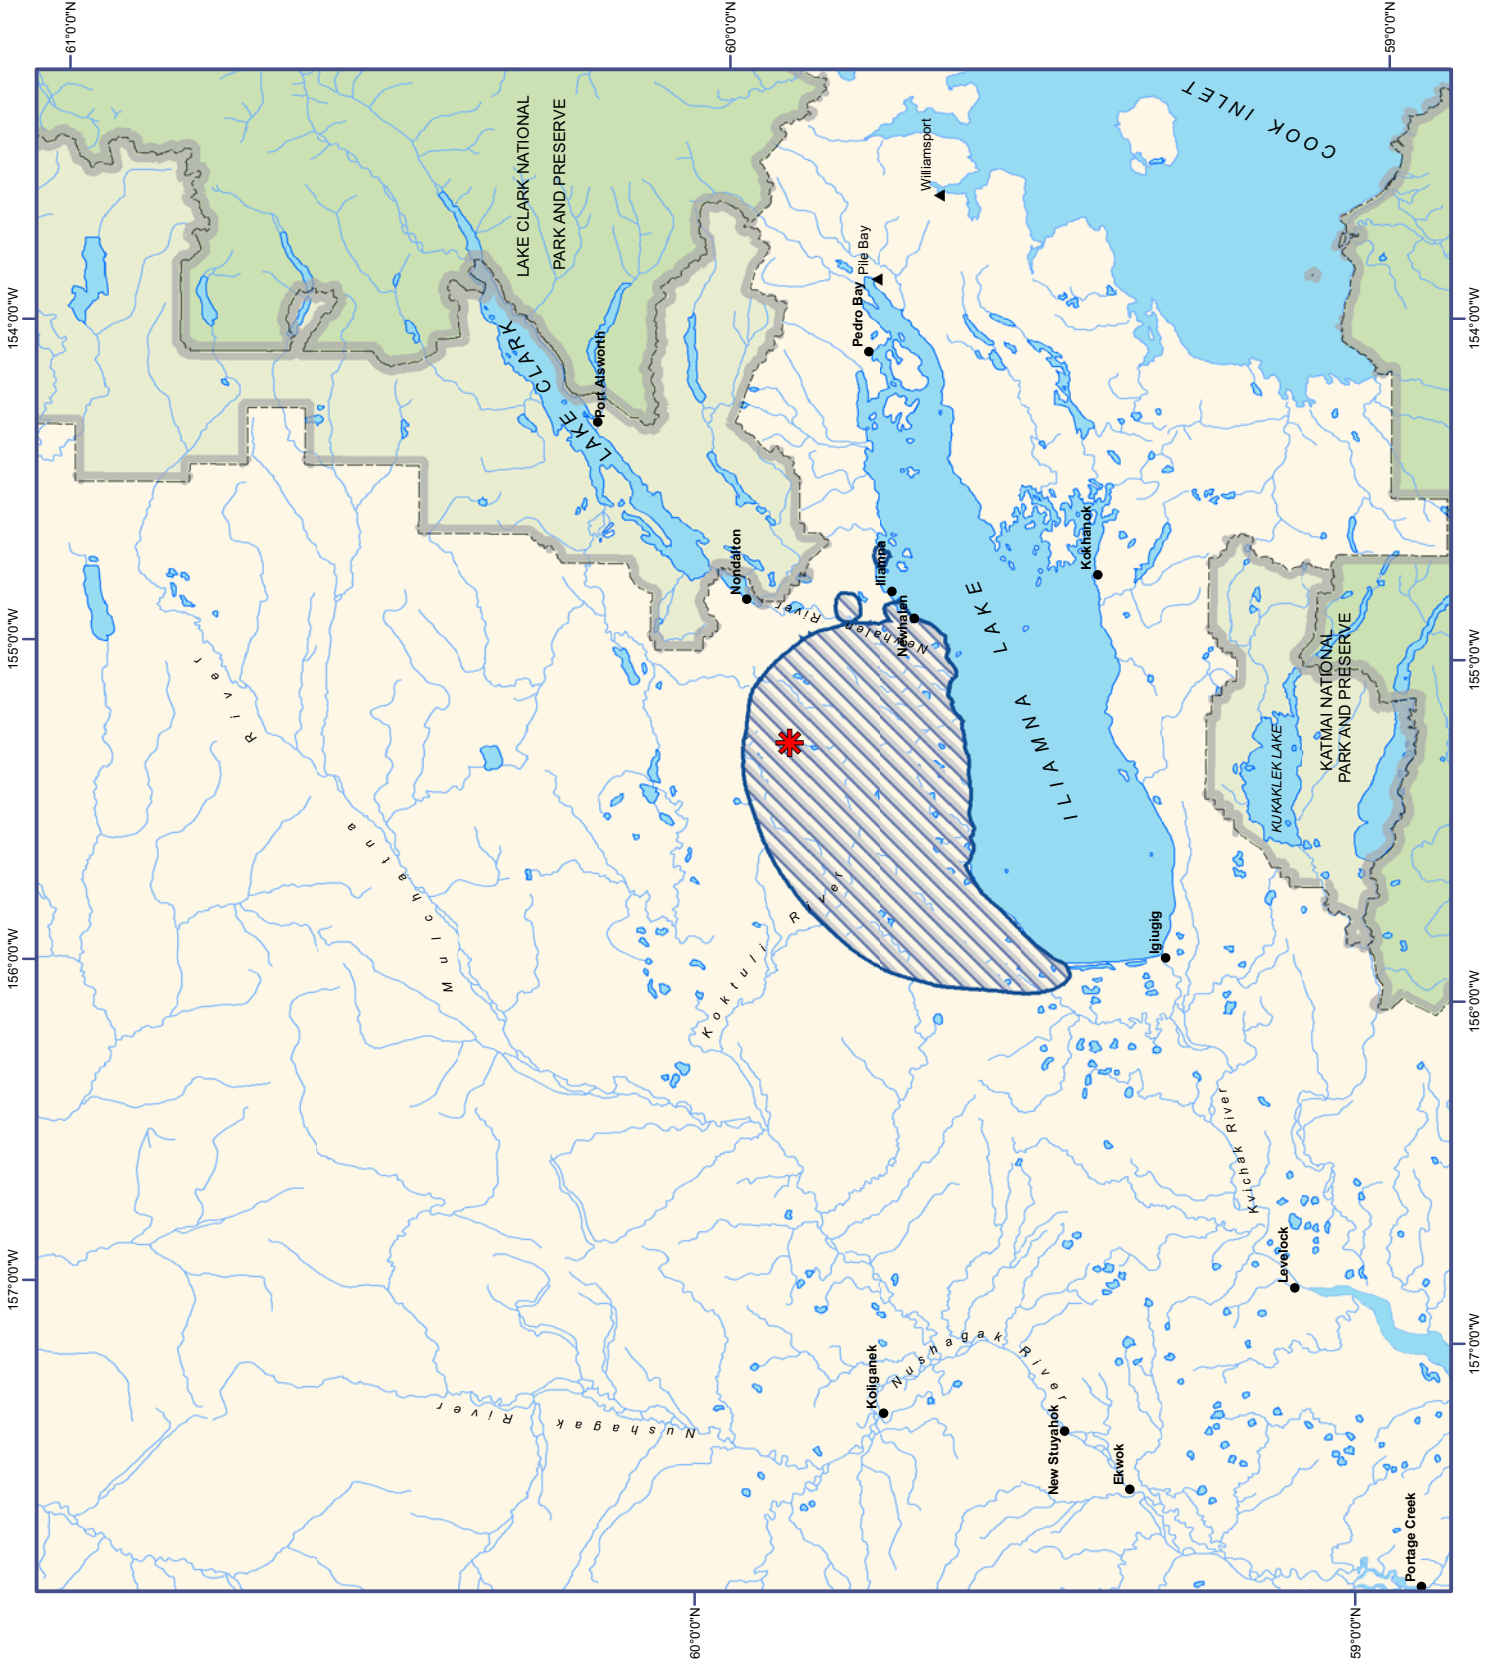 61°0'0"N
60°0'0"N
59°0'0"N
154°0'0"W
155°0'0"W
156°0'0"W
157°0'0"W
154°0'0"W
155°0'0"W
156°0'0"W
157°0'0"W
60°0'0"N
59°0'0"N
LAKE CLARK NATIONAL
PARK AND PRESERVE
COOK INLET
Williamsport
Pile Bay
Pedro Bay
LAKE CLARK
Port Alsworth
Nondalton
Iliamna
Newhalen
Newhalen River
Kokhanok
ILIAMNA LAKE
KATMAI NATIONAL
PARK AND PRESERVE
KUKAKLEK LAKE
Mulchatna River
Koktuli River
Igiugig
Kvichak River
Levelock
Koliganek
Nushagak River
Nushagak River
New Stuyahok
Ekwok
Portage Creek